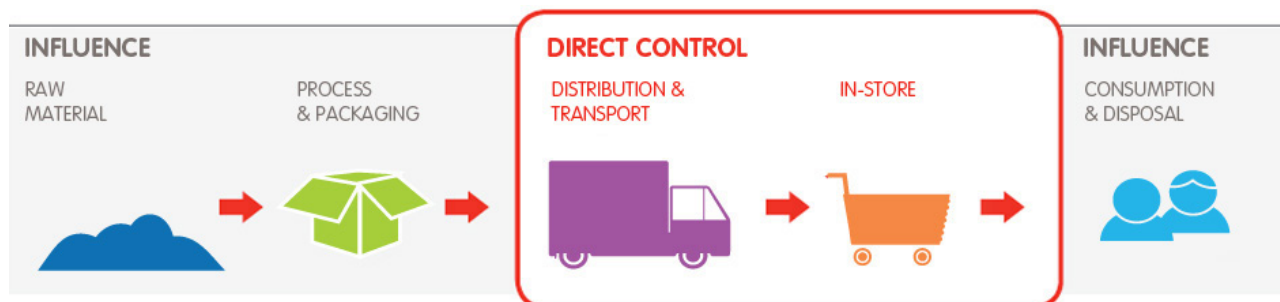 INFLUENCE
RAW
MATERIAL
PROCESS
& PACKAGING
DIRECT CONTROL
DISTRIBUTION &
TRANSPORT
IN-STORE
INFLUENCE
CONSUMPTION
& DISPOSAL